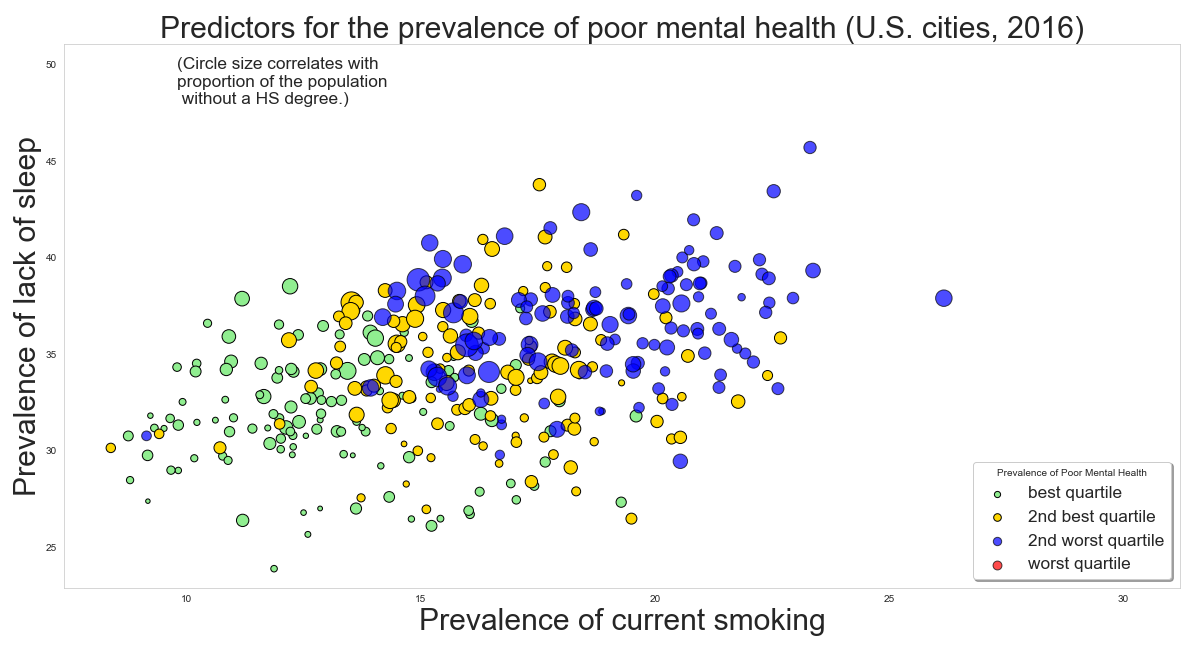 Predictors for the prevalence of poor mental health (U.S. cities, 2016)
(Circle size correlates with
proportion of the population
without a HS degree.)
50
45
40
35
30
25
Prevalence of lack of sleep
10
15
20
25
30
Prevalence of current smoking
Prevalence of Poor Mental Health
best quartile
2nd best quartile
2nd worst quartile
worst quartile